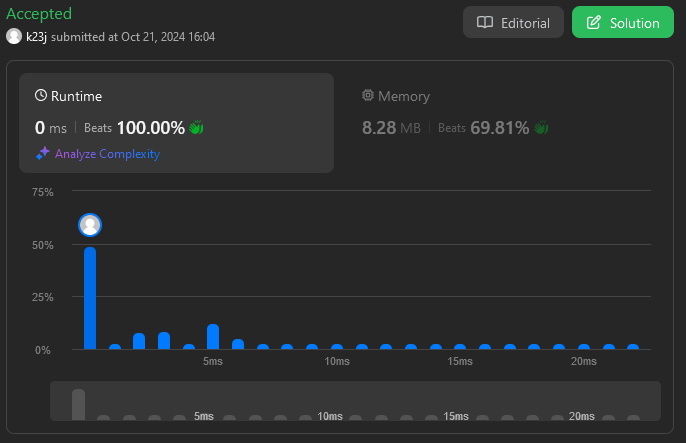 Accepted
Editorial
Solution
k23j submitted at Oct 21, 2024 16:04
Runtime
Memory
0 ms | Beats 100.00%
8.28 MB | Beats 69.81%
Analyze Complexity
75%
50%
25%
0%
5ms 10ms 15ms 20ms
5ms 10ms 15ms 20ms